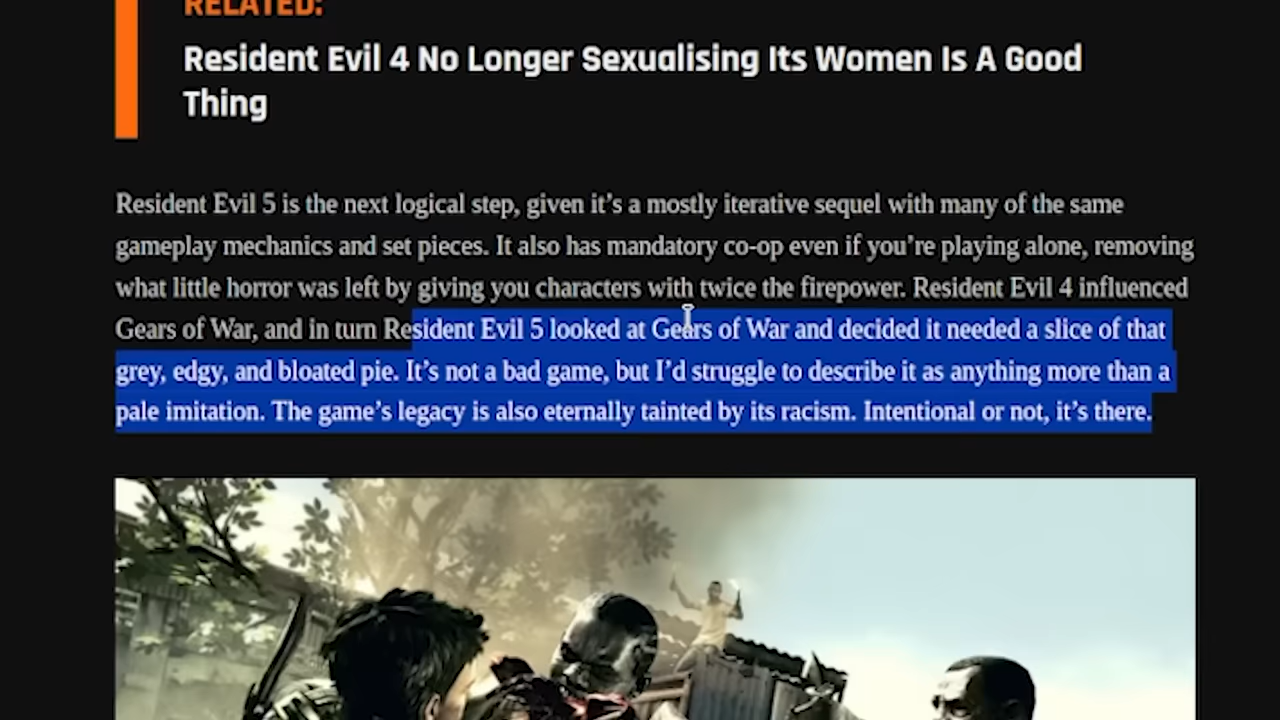 RELATED:
Resident Evil 4 No Longer Sexualising Its Women Is A Good
Thing
Resident Evil 5 is the next logical step, given it’s a mostly iterative sequel with many of the same
gameplay mechanics and set pieces. It also has mandatory co-op even if you’re playing alone, removing
what little horror was left by giving you characters with twice the firepower. Resident Evil 4 influenced
Gears of War, and in turn Resident Evil 5 looked at Gears of War and decided it needed a slice of that
grey, edgy, and bloated pie. It’s not a bad game, but I’d struggle to describe it as anything more than a
pale imitation. The game’s legacy is also eternally tainted by its racism. Intentional or not, it’s there.